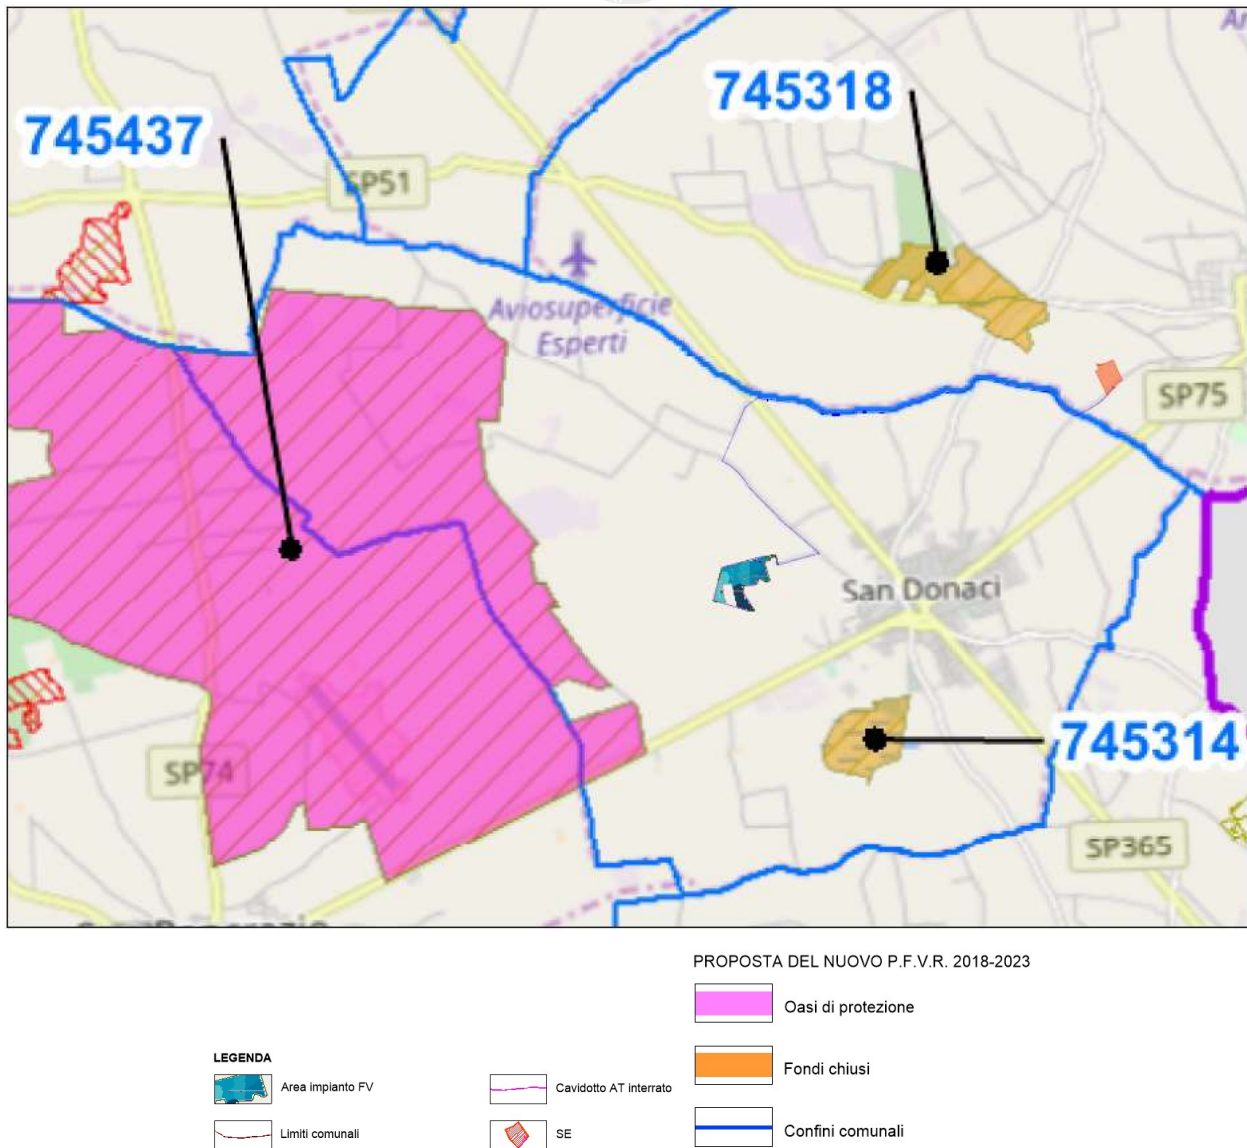 745318
745437
SP51
Aviosuperficie
Esperti
SP75
San Donaci
745314
SP74
SP365
PROPOSTA DEL NUOVO P.F.V.R. 2018-2023
Oasi di protezione
LEGENDA
Fondi chiusi
Area impianto FV
Cavidotto AT interrato
Limiti comunali
SE
Confini comunali